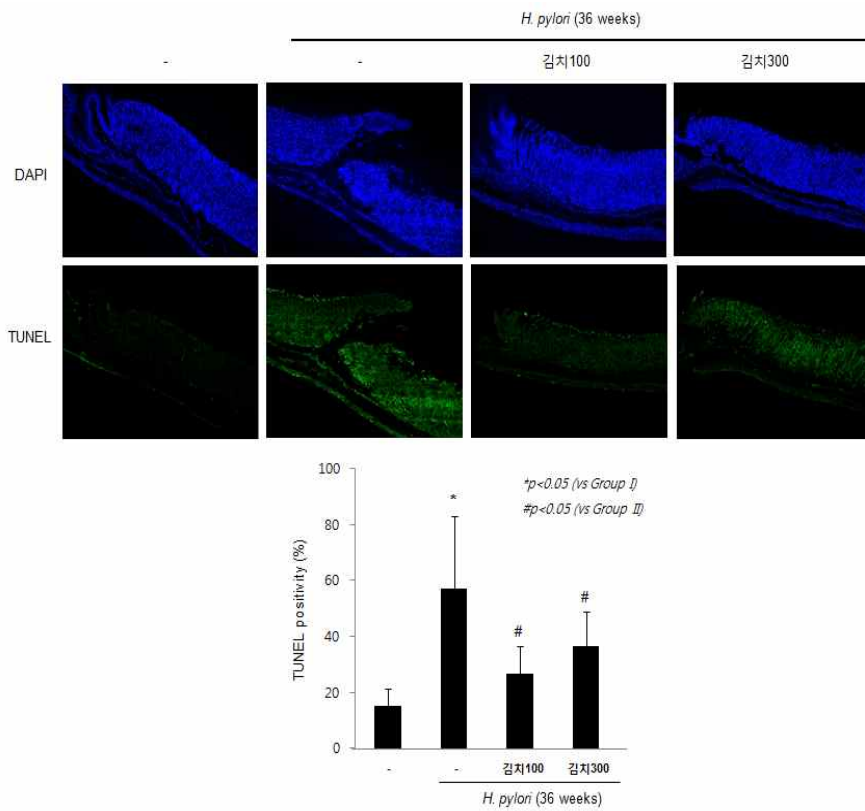 H. pylori (36 weeks)
- - 김치100 김치300
DAPI
TUNEL
100
80
60
40
20
0
TUNEL positivity (%)
*p<0.05 (vs Group Ⅰ)
#p<0.05 (vs Group Ⅱ)
*
#
#
- - 김치100 김치300
H. pylori (36 weeks)